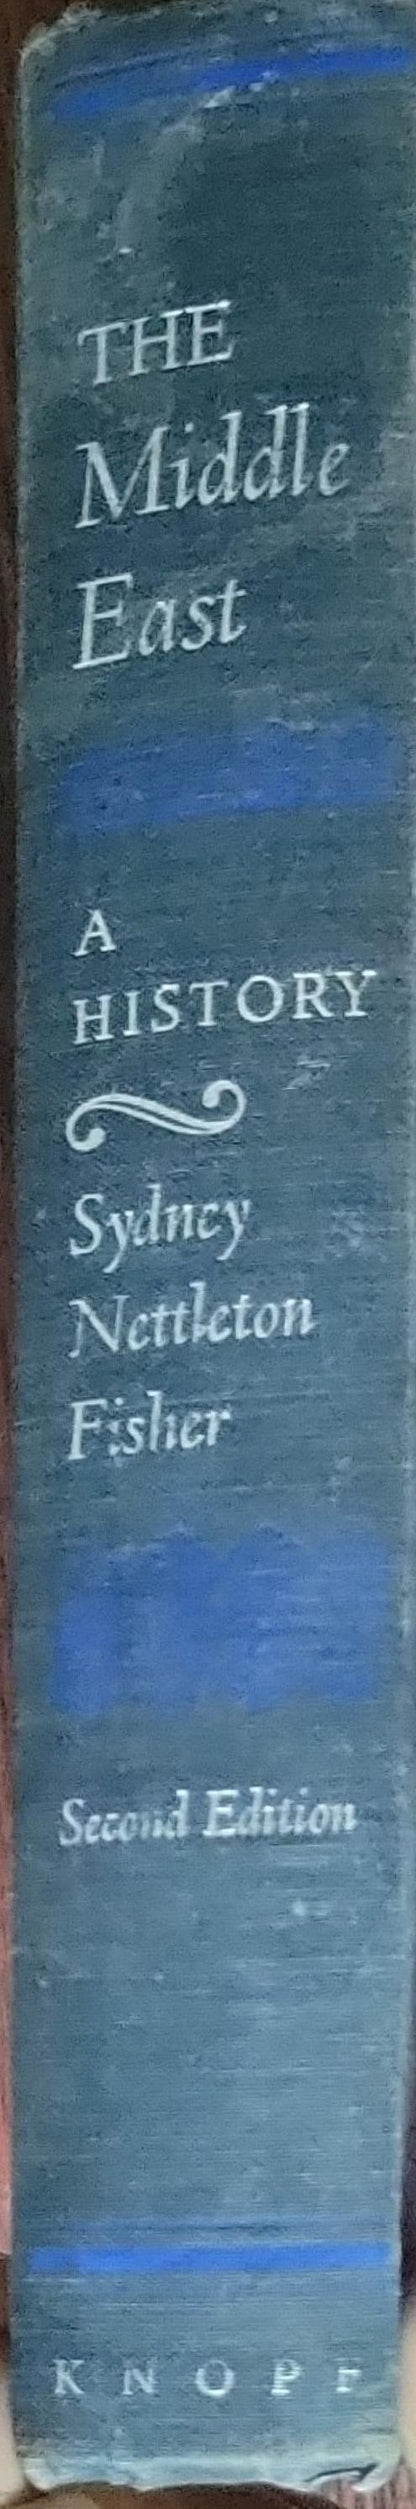 THE
Middle
East
A
HISTORY
Sydney
Nettleton
Fisher
Second Edition
KNOPF